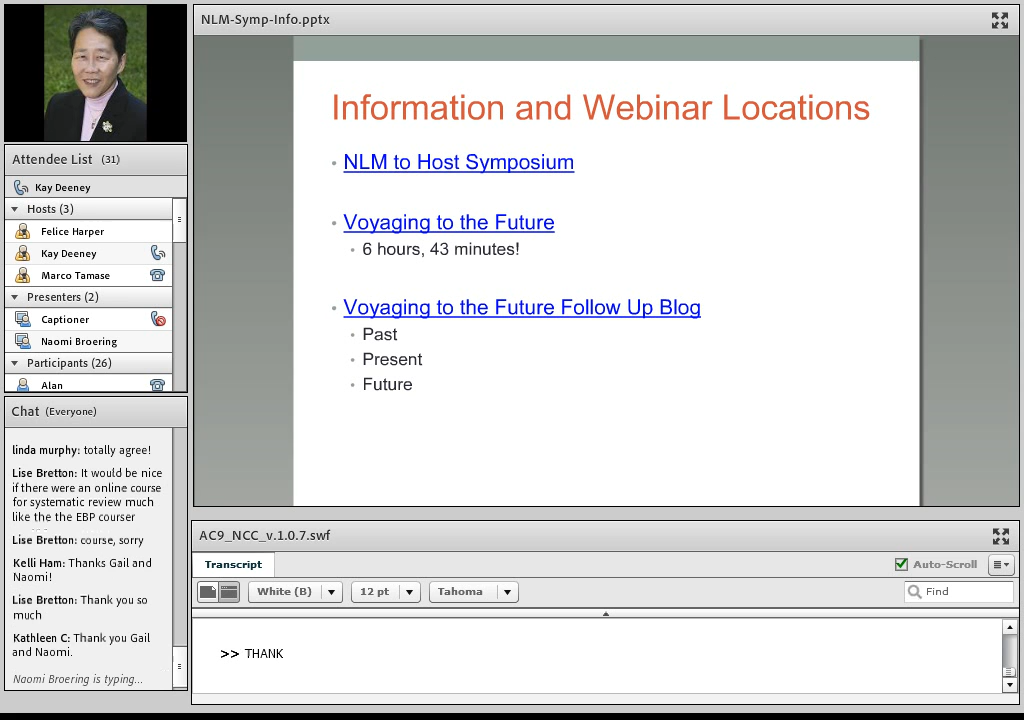 Attendee List (31)
Kay Deeney
Hosts (3)
Felice Harper
Kay Deeney
Marco Tamase
Presenters (2)
Captioner
Naomi Broering
Participants (26)
Alan
Chat (Everyone)
linda murphy: totally agree!
Lise Bretton: It would be nice
if there were an online course
for systematic review much
like the the EBP courser
Lise Bretton: course, sorry
Kelli Ham: Thanks Gail and
Naomi!
Lise Bretton: Thank you so
much
Kathleen C: Thank you Gail
and Naomi.
Naomi Broering is typing...
NLM-Symp-Info.pptx
Information and Webinar Locations
• NLM to Host Symposium
• Voyaging to the Future
• 6 hours, 43 minutes!
• Voyaging to the Future Follow Up Blog
• Past
• Present
• Future
AC9_NCC_v.1.0.7.swf
Transcript
Auto-Scroll
White (B) 12 pt Tahoma Find
>> THANK